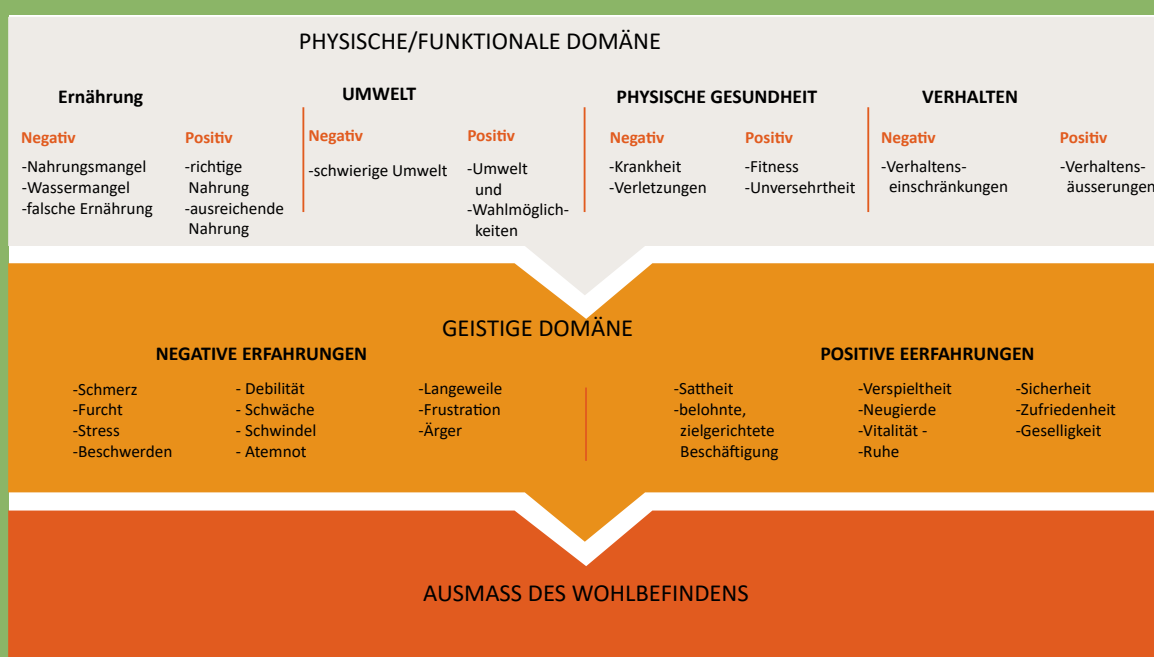 PHYSISCHE/FUNKTIONALE DOMÄNE
Ernährung
Negativ
-Nahrungsmangel
-Wassermangel
-falsche Ernährung
Positiv
-richtige
Nahrung
-ausreichende
Nahrung
UMWELT
Negativ
-schwierige Umwelt
Positiv
-Umwelt
und
-Wahlmöglich-
keiten
PHYSISCHE GESUNDHEIT
Negativ
-Krankheit
-Verletzungen
Positiv
-Fitness
-Unversehrtheit
VERHALTEN
Negativ
-Verhaltens-
einschränkungen
Positiv
-Verhaltens-
äusserungen
GEISTIGE DOMÄNE
NEGATIVE ERFAHRUNGEN
-Schmerz
-Furcht
-Stress
-Beschwerden
- Debilität
- Schwäche
- Schwindel
- Atemnot
-Langeweile
-Frustration
-Ärger
POSITIVE EERFAHRUNGEN
-Sattheit
-belohnte,
zielgerichtete
Beschäftigung
-Verspieltheit
-Neugierde
-Vitalität -
-Ruhe
-Sicherheit
-Zufriedenheit
-Geselligkeit
AUSMASS DES WOHLBEFINDENS